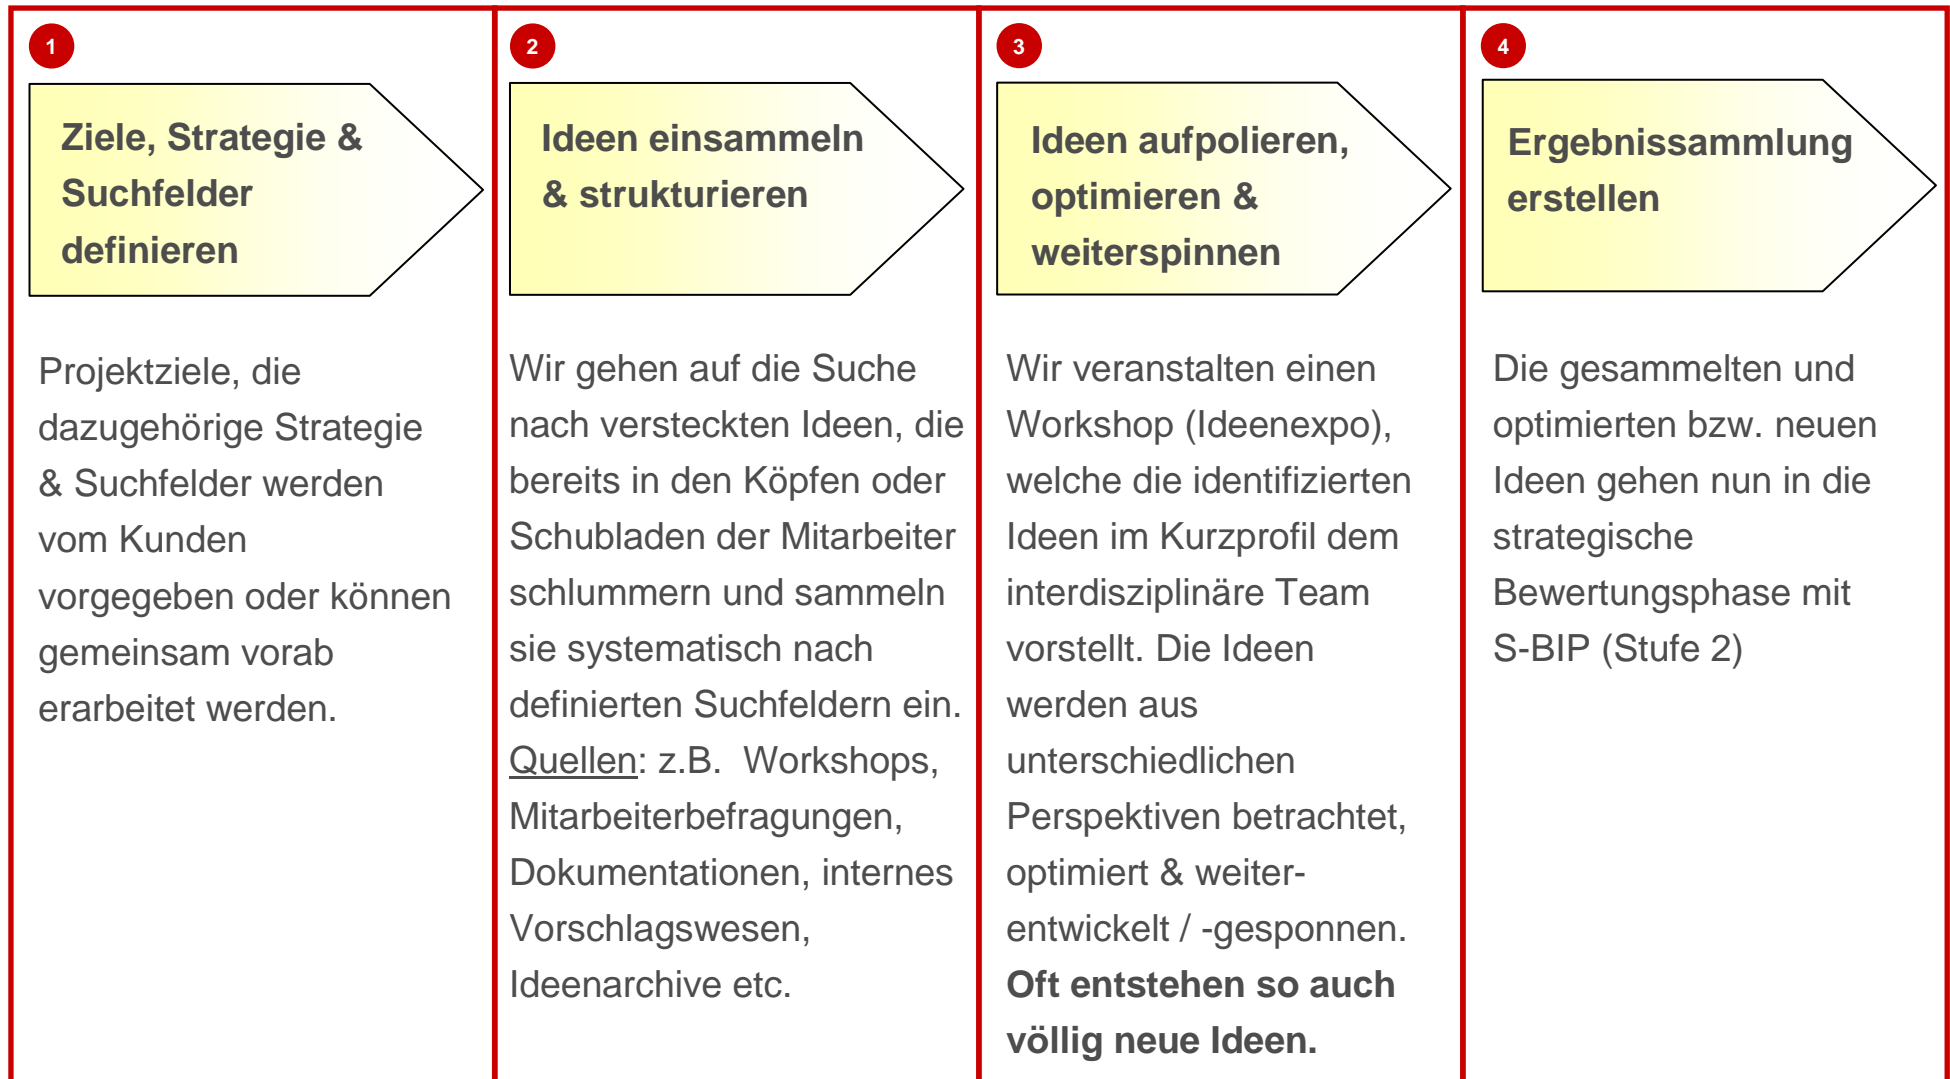 1
Ziele, Strategie &
Suchfelder
definieren
Projektziele, die
dazugehörige Strategie
& Suchfelder werden
vom Kunden
vorgegeben oder können
gemeinsam vorab
erarbeitet werden.
2
Ideen einsammeln
& strukturieren
Wir gehen auf die Suche
nach versteckten Ideen, die
bereits in den Köpfen oder
Schubladen der Mitarbeiter
schlummern und sammeln
sie systematisch nach
definierten Suchfeldern ein.
Quellen: z.B.  Workshops,
Mitarbeiterbefragungen,
Dokumentationen, internes
Vorschlagswesen,
Ideenarchive etc.
3
Ideen aufpolieren,
optimieren &
weiterspinnen
Wir veranstalten einen
Workshop (Ideenexpo),
welche die identifizierten
Ideen im Kurzprofil dem
interdisziplinäre Team
vorstellt. Die Ideen
werden aus
unterschiedlichen
Perspektiven betrachtet,
optimiert & weiter-
entwickelt / -gesponnen.
Oft entstehen so auch
völlig neue Ideen.
4
Ergebnissammlung
erstellen
Die gesammelten und
optimierten bzw. neuen
Ideen gehen nun in die
strategische
Bewertungsphase mit
S-BIP (Stufe 2)